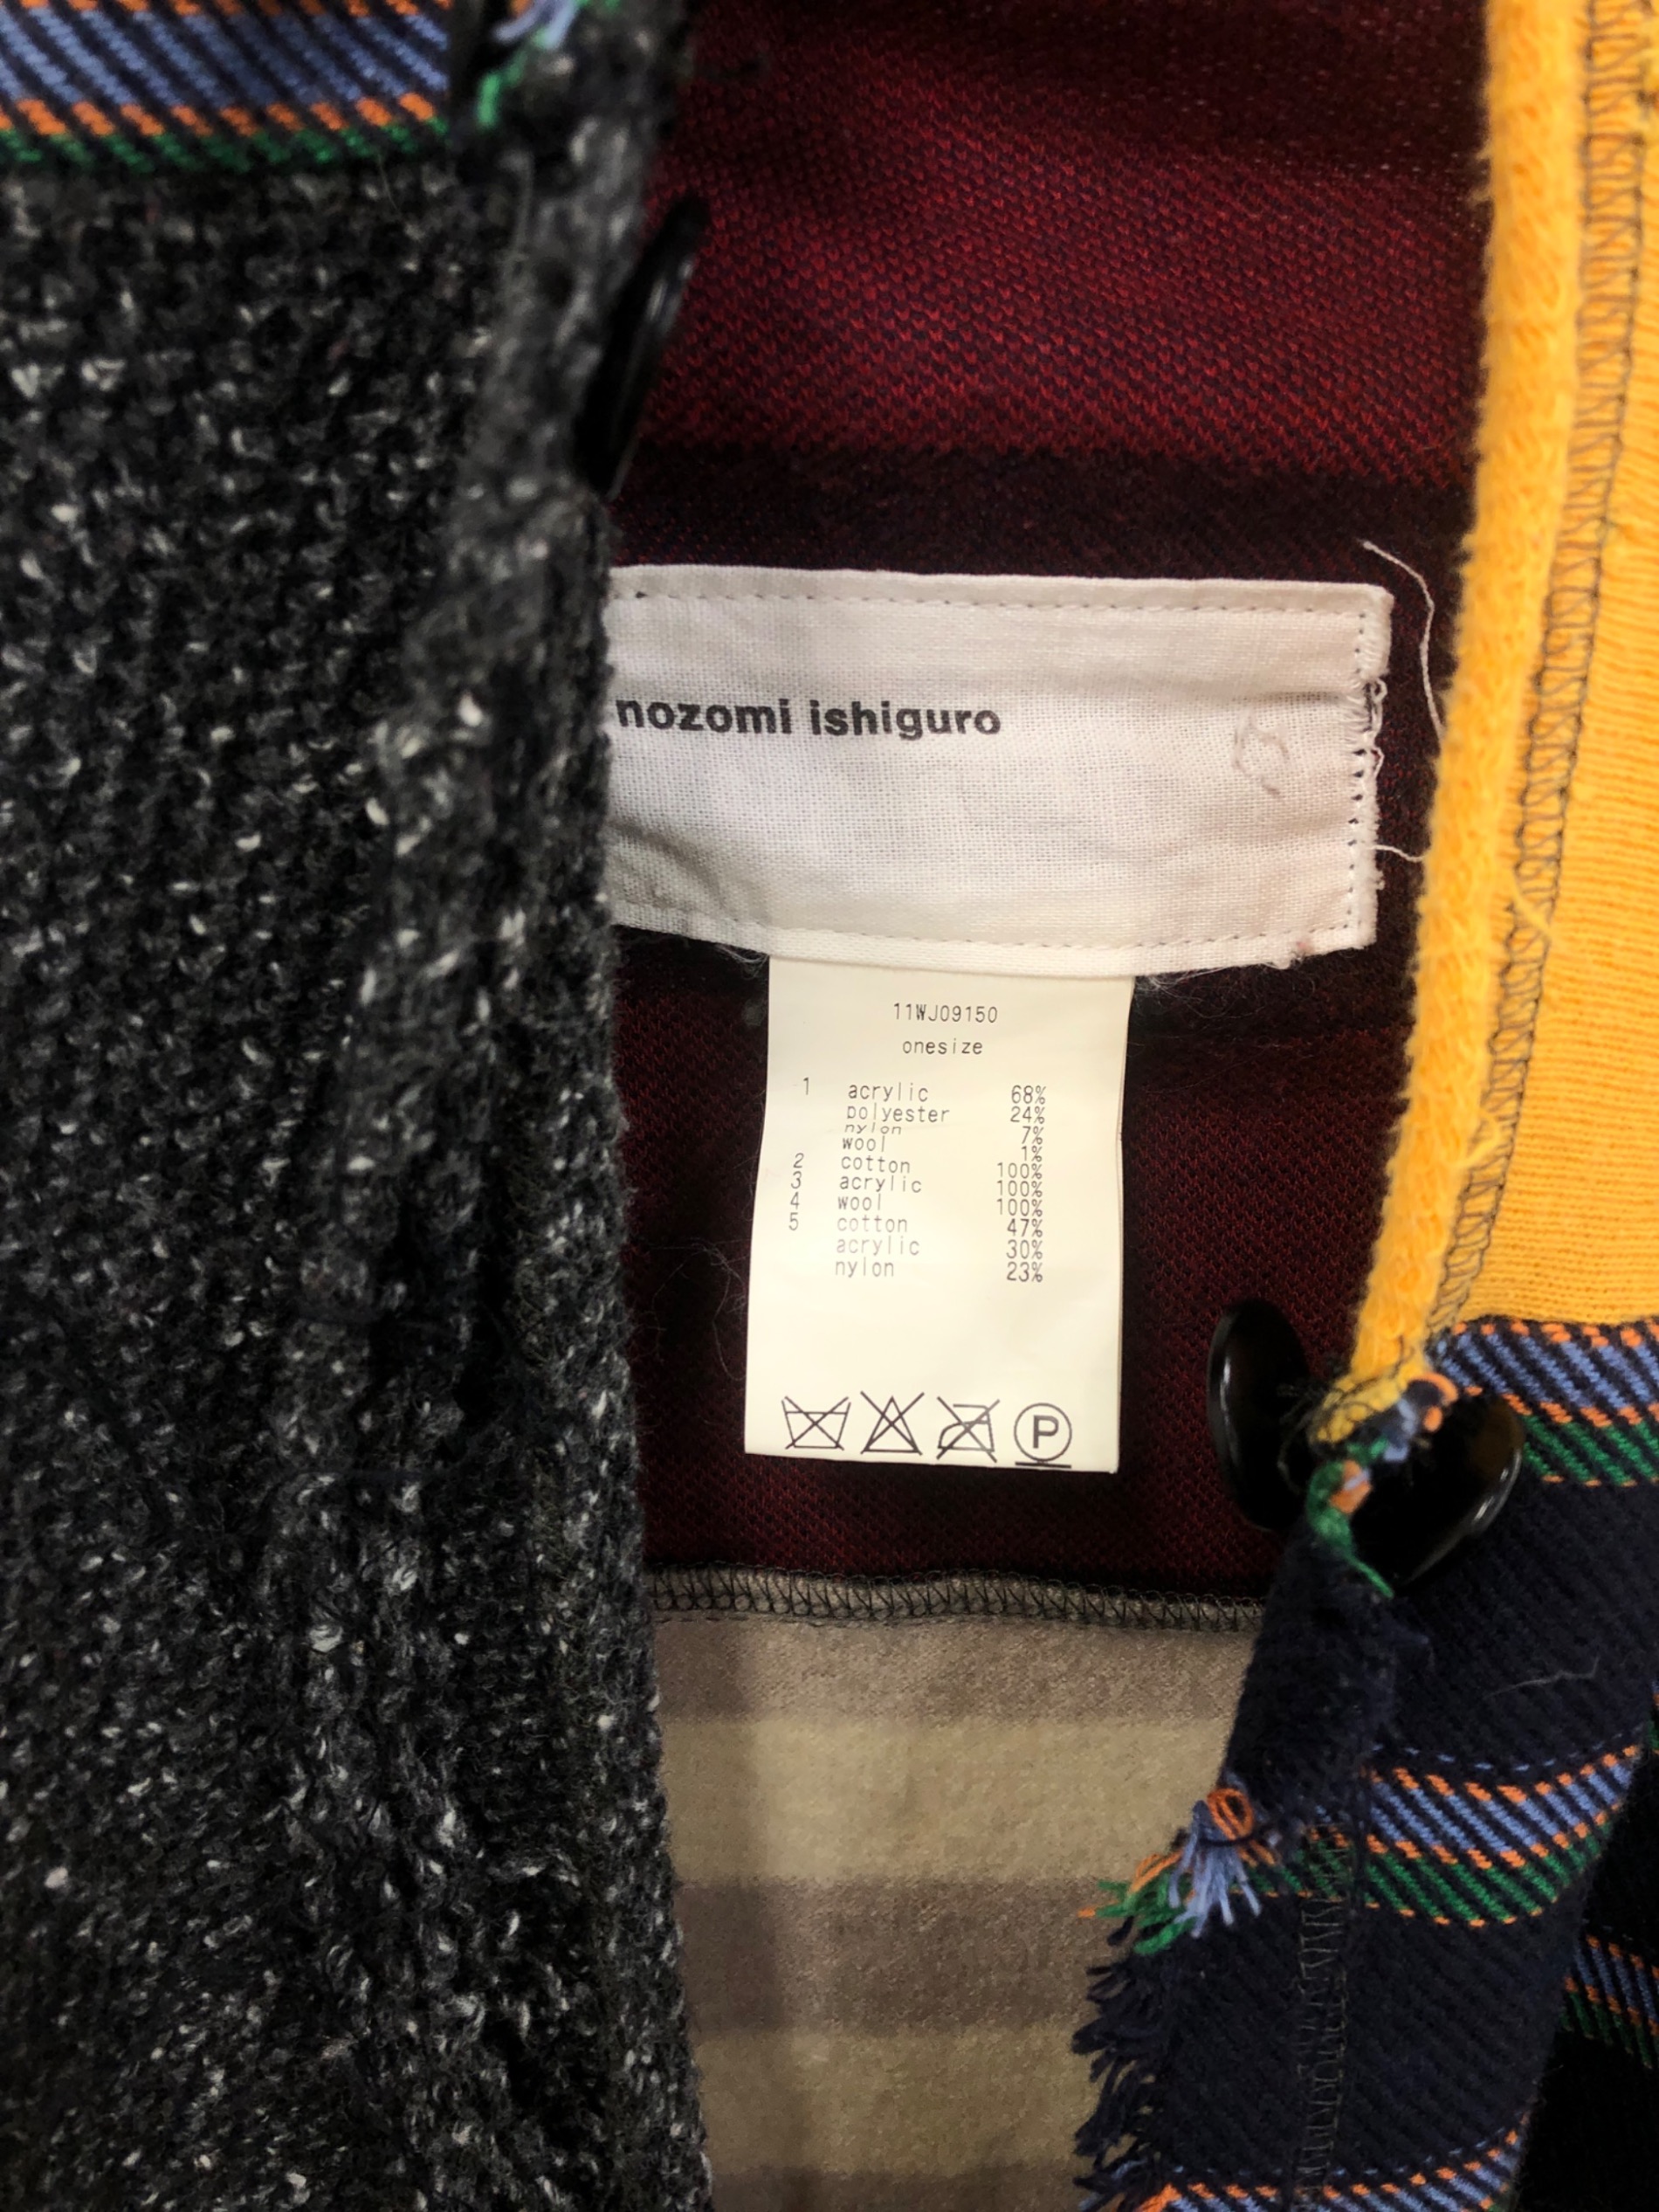 nozomi ishiguro
11WJ09150
onesize
1 acrylic 68%
polyester 24%
nylon 7%
wool 1%
2 cotton 100%
3 acrylic 100%
4 wool 100%
5 cotton 47%
acrylic 30%
nylon 23%
P